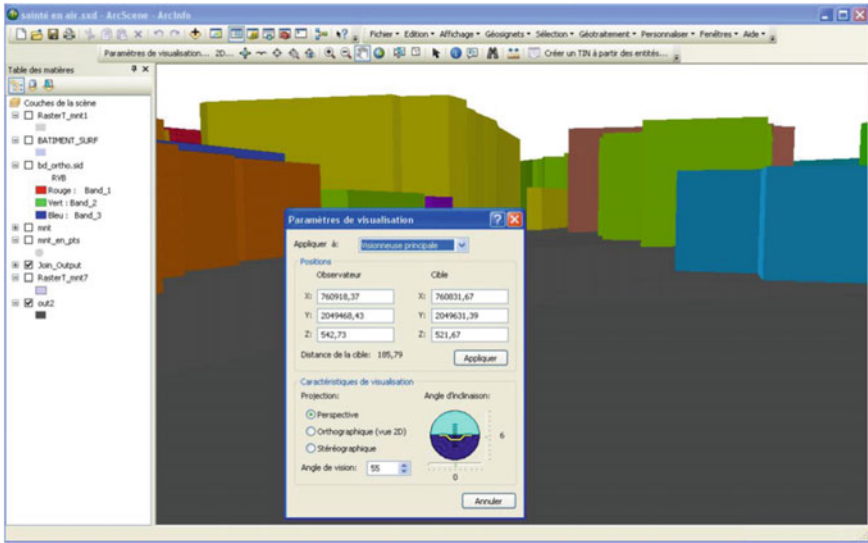 sainté en air.sxd - ArcScene - ArcInfo
Fichier Edition Affichage Géosignets Sélection Géotraitement Personnaliser Fenêtres Aide
Paramètres de visualisation... 2D... Créer un TIN à partir des entités...
Table des matières
Couches de la scène
RasterT_mnt1
BATIMENT_SURF
bd_ortho.sid
RVB
Rouge : Band_1
Vert : Band_2
Bleu : Band_3
mnt
mnt_en_pts
Join_Output
RasterT_mnt7
out2
Paramètres de visualisation
Appliquer à: Visionneuse principale
Positions
Observateur Cible
X: 760918,37 X: 760831,67
Y: 2049468,43 Y: 2049631,39
Z: 542,73 Z: 521,67
Distance de la cible: 185,79 Appliquer
Caractéristiques de visualisation
Projection: Angle d'inclinaison:
Perspective
Orthographique (vue 2D)
Stéréographique
6
Angle de vision: 55
0
Annuler